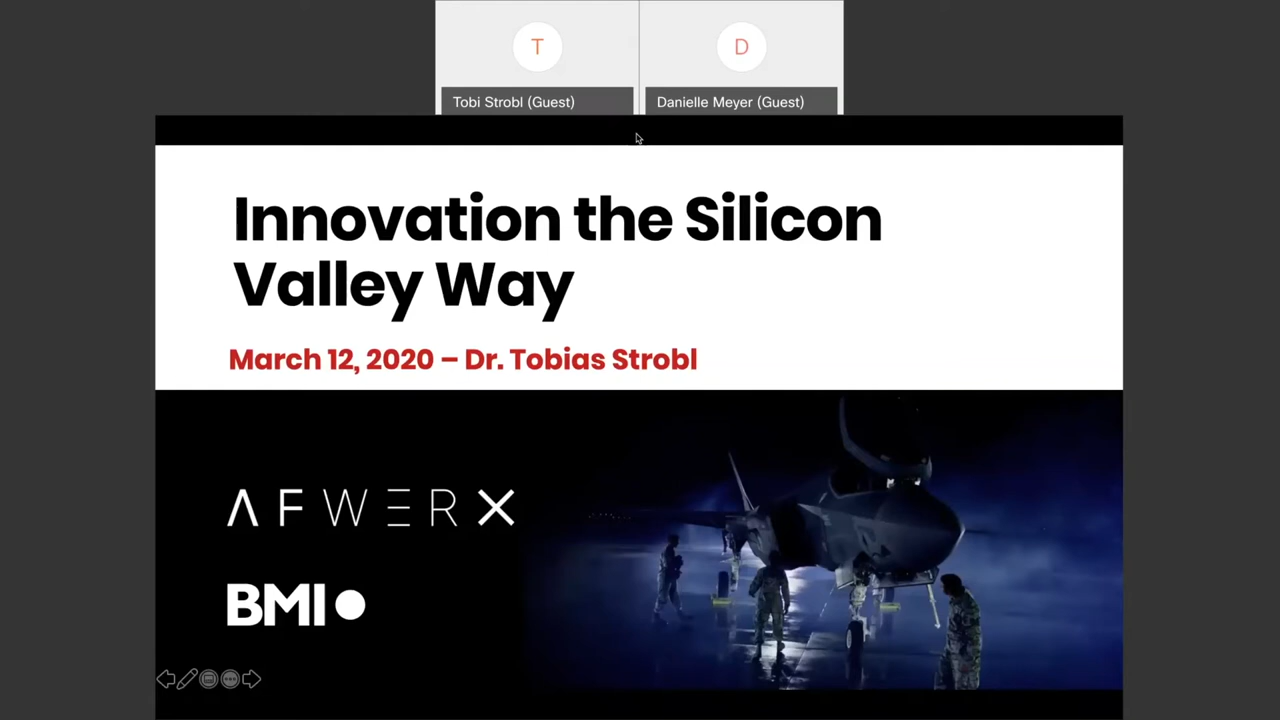 T
D
Tobi Strobl (Guest)
Danielle Meyer (Guest)
Innovation the Silicon
Valley Way
March 12, 2020 – Dr. Tobias Strobl
AFWERX
BMI